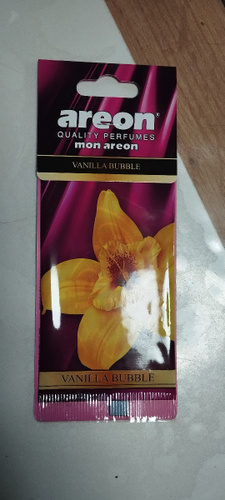 areon®
QUALITY PERFUMES
mon areon
VANILLA BUBBLE
VANILLA BUBBLE